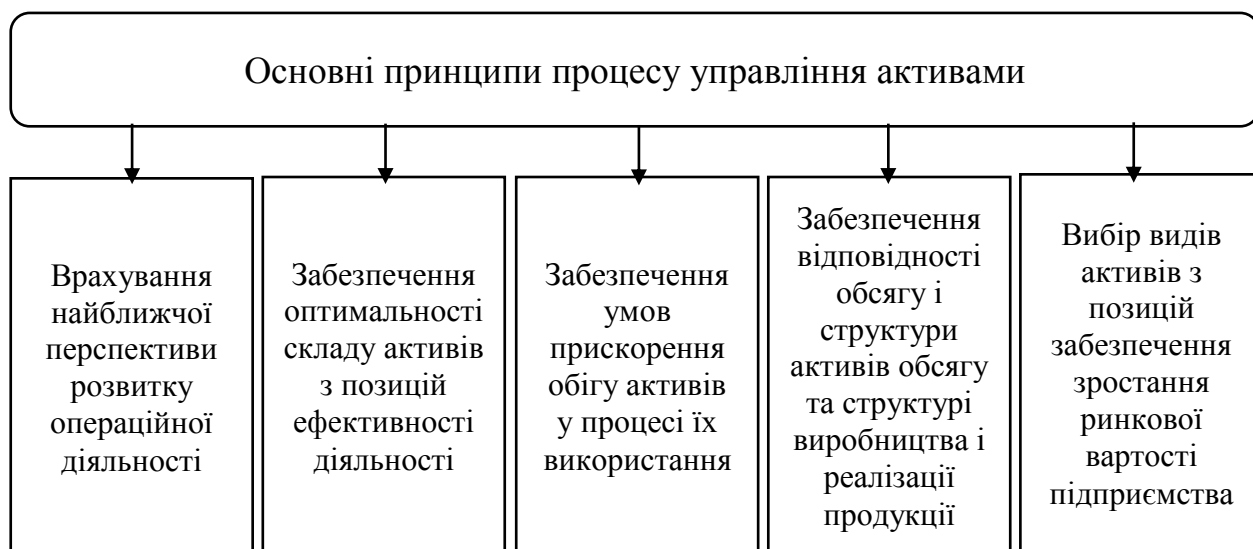 Основні принципи процесу управління активами
Врахування
найближчої
перспективи
розвитку
операційної
діяльності
Забезпечення
оптимальності
складу активів
з позицій
ефективності
діяльності
Забезпечення
умов
прискорення
обігу активів
у процесі їх
використання
Забезпечення
відповідності
обсягу і
структури
активів обсягу
та структурі
виробництва і
реалізації
продукції
Вибір видів
активів з
позицій
забезпечення
зростання
ринкової
вартості
підприємства